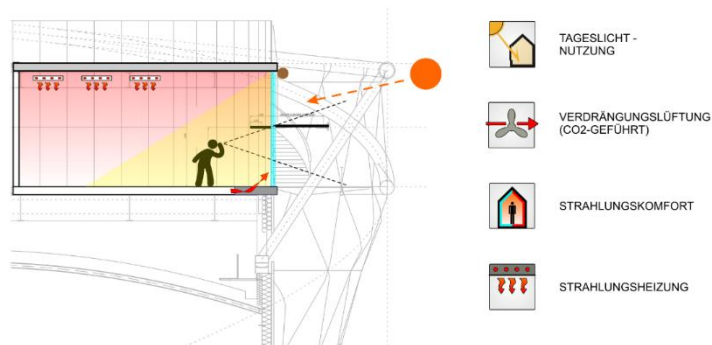 TAGESLICHT -
NUTZUNG
VERDRÄNGUNGSLÜFTUNG
(CO2-GEFÜHRT)
STRAHLUNGSKOMFORT
STRAHLUNGSHEIZUNG